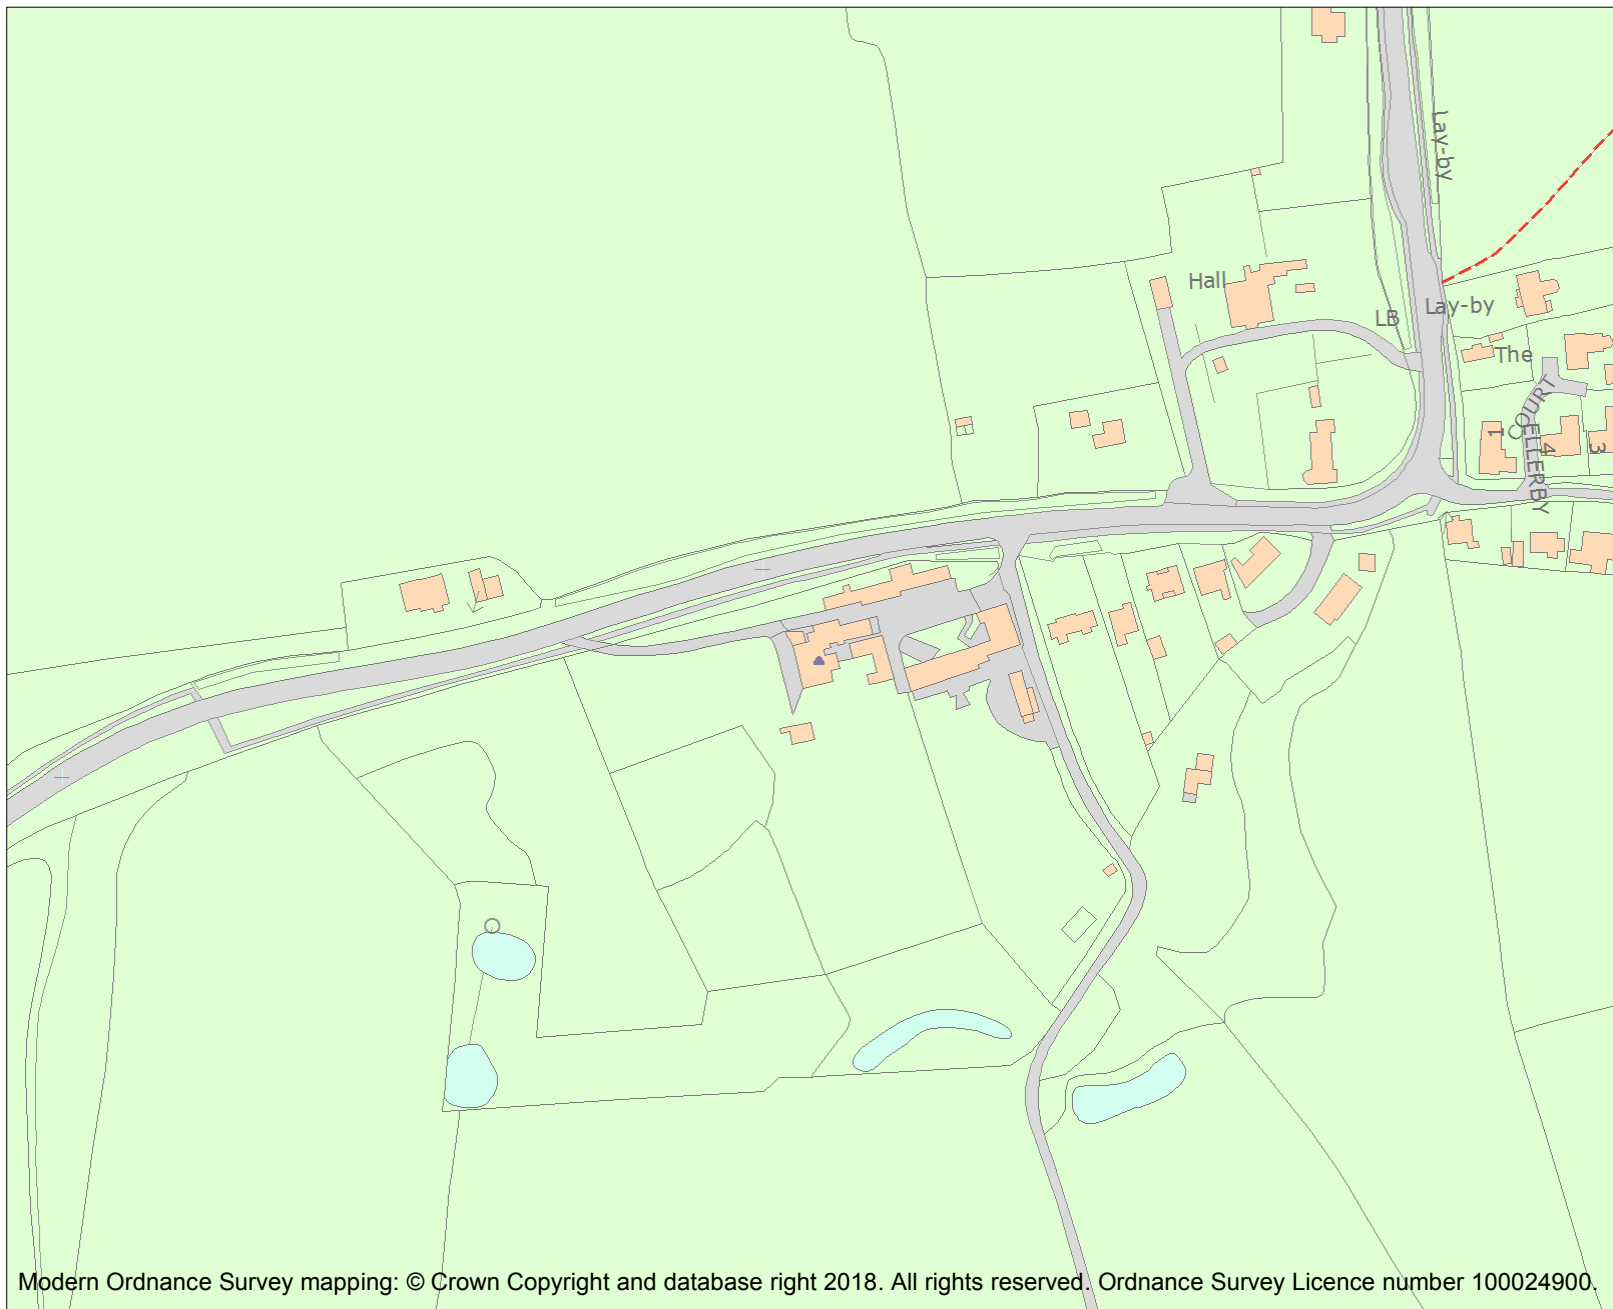 Lay-by
Hall
Lay-by
LB
The
COURT
ELLERBY
1
4
3
Modern Ordnance Survey mapping: © Crown Copyright and database right 2018. All rights reserved. Ordnance Survey Licence number 100024900.